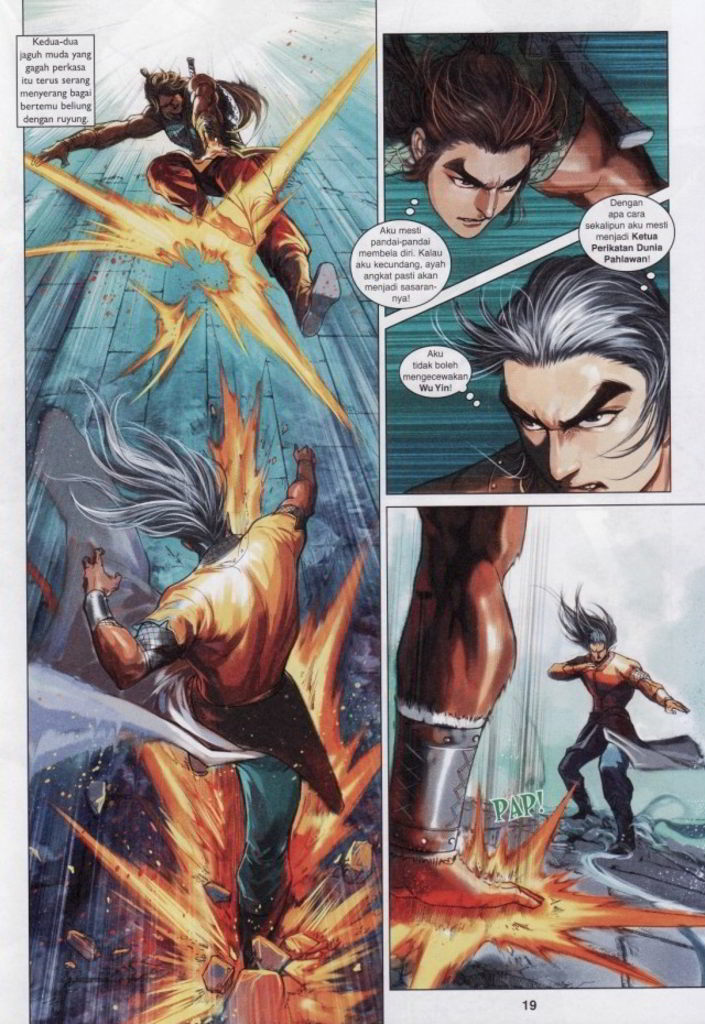 Kedua-dua
jaguh muda yang
gagah perkasa
itu terus serang
menyerang bagai
bertemu beliung
dengan ruyung.
Aku mesti
pandai-pandai
membela diri. Kalau
aku kecundang, ayah
angkat pasti akan
menjadi sasaran-
nya!
Dengan
apa cara
sekalipun aku mesti
menjadi Ketua
Perikatan Dunia
Pahlawan!
Aku
tidak boleh
mengecewakan
Wu Yin!
PAP!
19